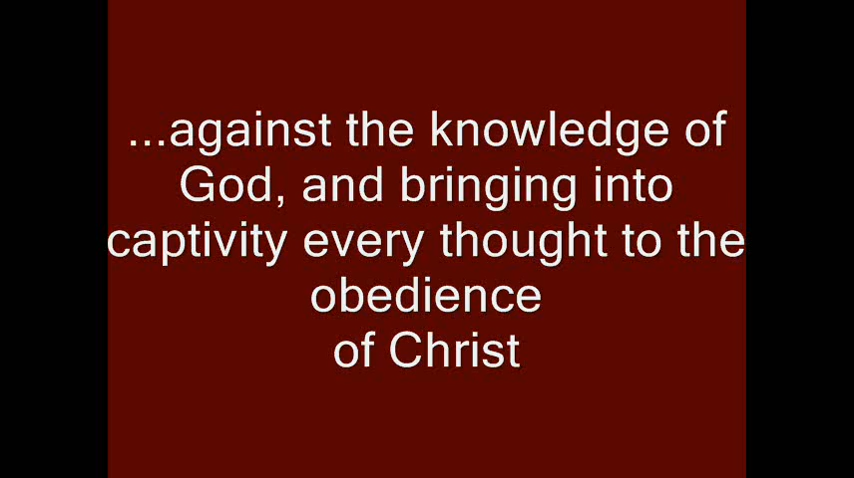 ...against the knowledge of
God, and bringing into
captivity every thought to the
obedience
of Christ